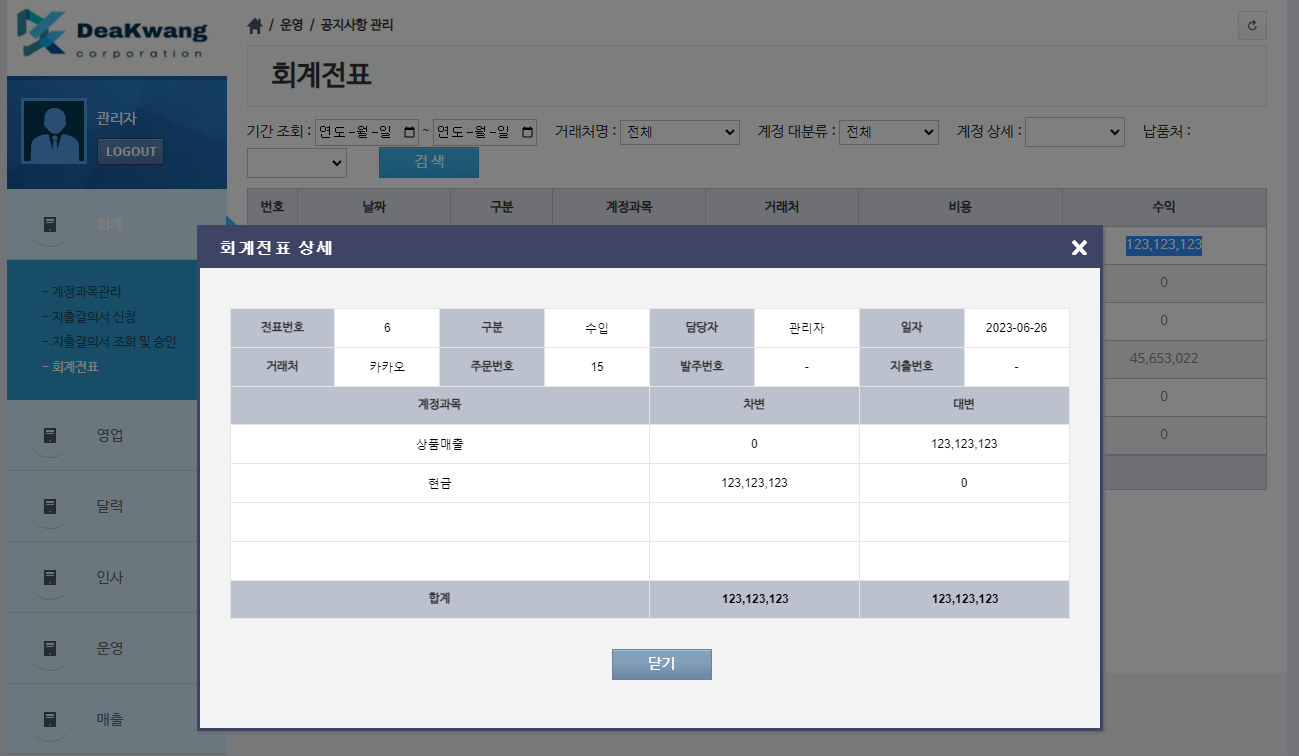 DeaKwang
corporation
/ 운영 / 공지사항 관리
회계전표
관리자
LOGOUT
기간 조회 : 연도-월-일 ~ 연도-월-일 거래처명 : 전체 계정 대분류 : 전체 계정 상세 : 납품처 :
검 색
번호 날짜 구분 계정과목 거래처 비용 수익
회계
- 계정과목관리
- 지출결의서 신청
- 지출결의서 조회 및 승인
- 회계전표
영업
달력
인사
운영
매출
123,123,123
0
0
45,653,022
0
0
회계전표 상세
전표번호 6 구분 수입 담당자 관리자 일자 2023-06-26
거래처 카카오 주문번호 15 발주번호 - 지출번호 -
계정과목 차변 대변
상품매출 0 123,123,123
현금 123,123,123 0
합계 123,123,123 123,123,123
닫기